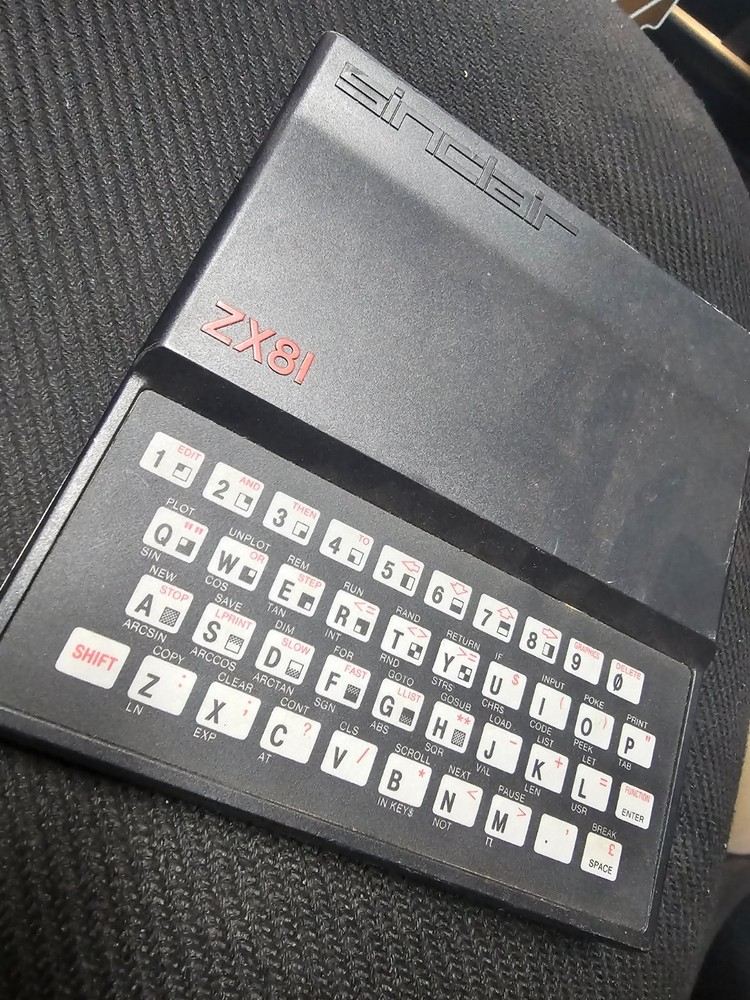 sinclair
ZX81
1 EDIT 2 AND 3 THEN 4 TO 5 6 7 8 9 GRAPHICS 0 DELETE
PLOT UNPLOT REM RUN RAND RETURN IF INPUT POKE PRINT
Q "" W OR E STEP R <= T <> Y >= U $ I ( O ) P "
SIN COS TAN INT RND STR$ CHR$ CODE PEEK TAB
NEW SAVE DIM FOR GOTO GOSUB LOAD LIST LET
A STOP S LPRINT D SLOW F FAST G LLIST H ** J - K + L = FUNCTION ENTER
ARCSIN ARCCOS ARCTAN SGN ABS SQR VAL LEN USR
COPY CLEAR CONT CLS SCROLL NEXT PAUSE BREAK
SHIFT Z : X ; C ? V / B * N < M > . , £ SPACE
LN EXP AT IN KEY$ NOT π